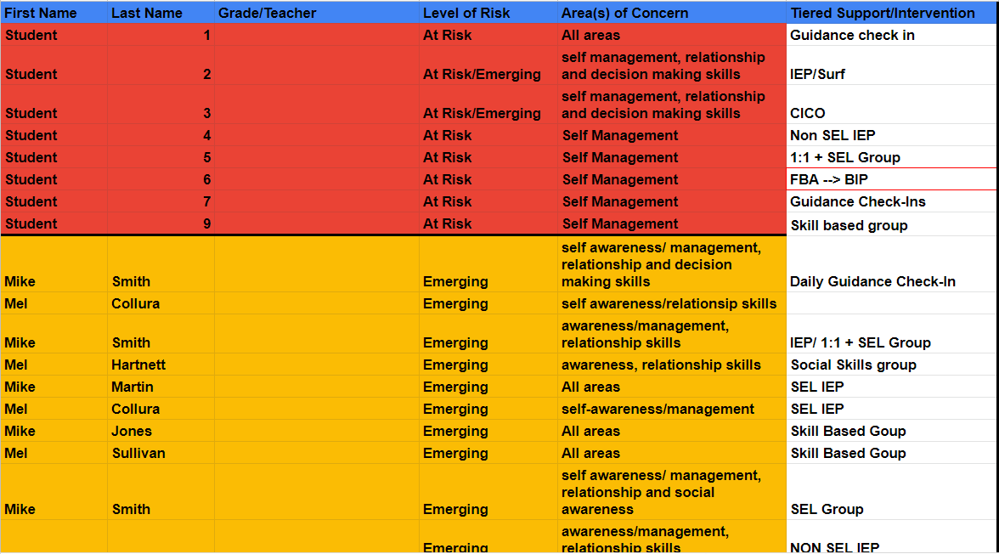 First Name Last Name Grade/Teacher Level of Risk Area(s) of Concern Tiered Support/Intervention
Student 1 At Risk All areas Guidance check in
self management, relationship
Student 2 At Risk/Emerging and decision making skills IEP/Surf
self management, relationship
Student 3 At Risk/Emerging and decision making skills CICO
Student 4 At Risk Self Management Non SEL IEP
Student 5 At Risk Self Management 1:1 + SEL Group
Student 6 At Risk Self Management FBA --> BIP
Student 7 At Risk Self Management Guidance Check-Ins
Student 9 At Risk Self Management Skill based group
self awareness/ management,
relationship and decision
Mike Smith Emerging making skills Daily Guidance Check-In
Mel Collura Emerging self awareness/relationsip skills
awareness/management,
Mike Smith Emerging relationship skills IEP/ 1:1 + SEL Group
Mel Hartnett Emerging awareness, relationship skills Social Skills group
Mike Martin Emerging All areas SEL IEP
Mel Collura Emerging self-awareness/management SEL IEP
Mike Jones Emerging All areas Skill Based Goup
Mel Sullivan Emerging All areas Skill Based Goup
self awareness/ management,
relationship and social
Mike Smith Emerging awareness SEL Group
awareness/management,
Emerging relationship skills NON SEL IEP